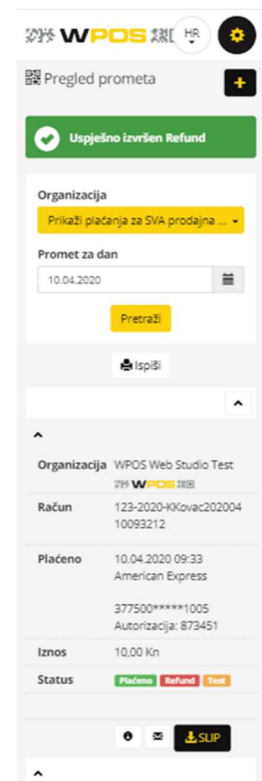 WPOS
HR
Pregled prometa
+
Uspješno izvršen Refund
Organizacija
Prikaži plaćanja za SVA prodajna ...
Promet za dan
10.04.2020
Pretraži
Ispiši
Organizacija WPOS Web Studio Test
WPOS
Račun 123-2020-KKovac202004
10093212
Plaćeno 10.04.2020 09:33
American Express
377500*****1005
Autorizacija: 873451
Iznos 10,00 Kn
Status Plaćeno Refund Test
SLIP